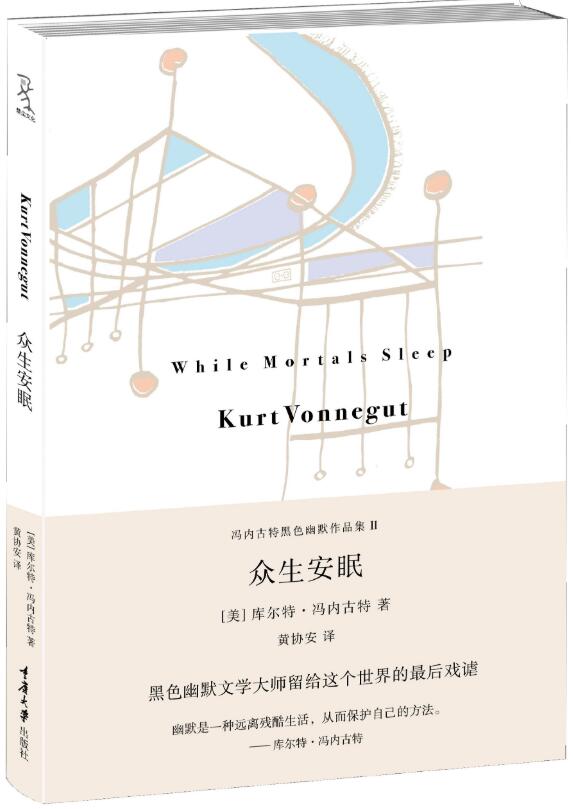 楚尘文化
Kurt Vonnegut
众生安眠
[美] 库尔特·冯内古特 著
黄协安 译
重庆大学出版社
While Mortals Sleep
Kurt Vonnegut
冯内古特黑色幽默作品集 II
众生安眠
[美] 库尔特·冯内古特 著
黄协安 译
黑色幽默文学大师留给这个世界的最后戏谑
幽默是一种远离残酷生活，从而保护自己的方法。
——库尔特·冯内古特